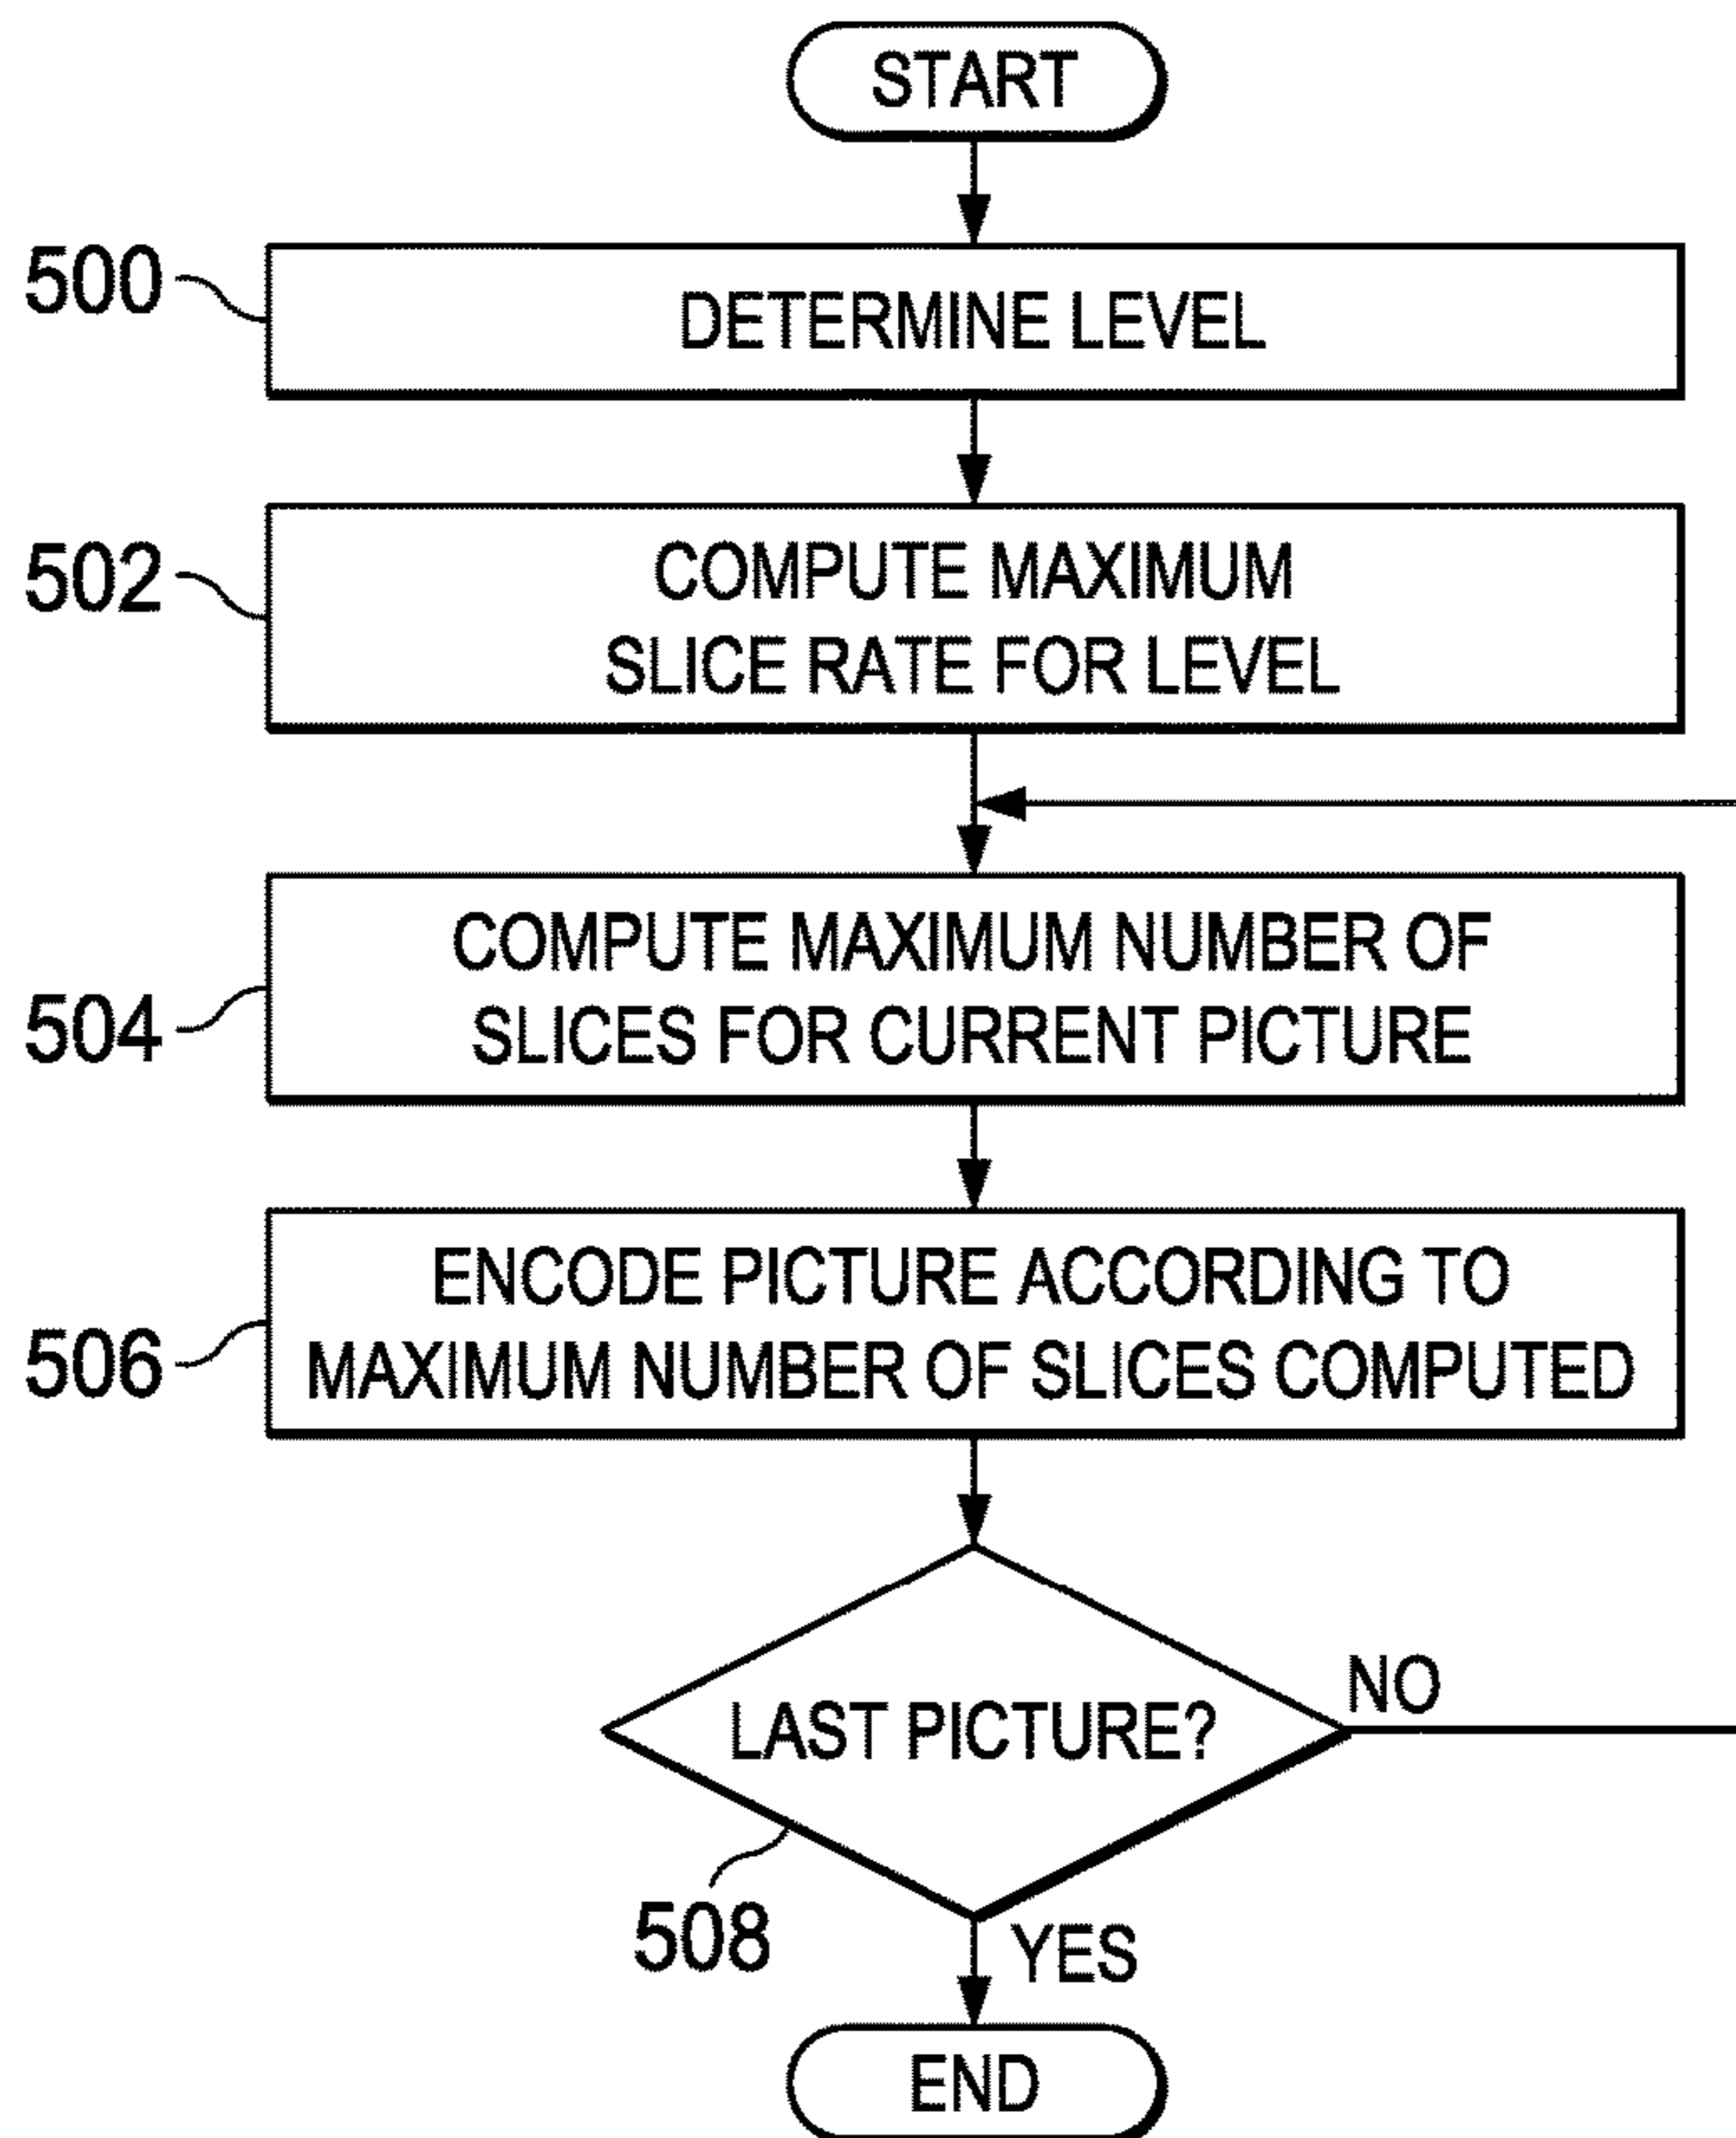 START
500
DETERMINE LEVEL
502
COMPUTE MAXIMUM
SLICE RATE FOR LEVEL
504
COMPUTE MAXIMUM NUMBER OF
SLICES FOR CURRENT PICTURE
506
ENCODE PICTURE ACCORDING TO
MAXIMUM NUMBER OF SLICES COMPUTED
LAST PICTURE?
NO
508
YES
END